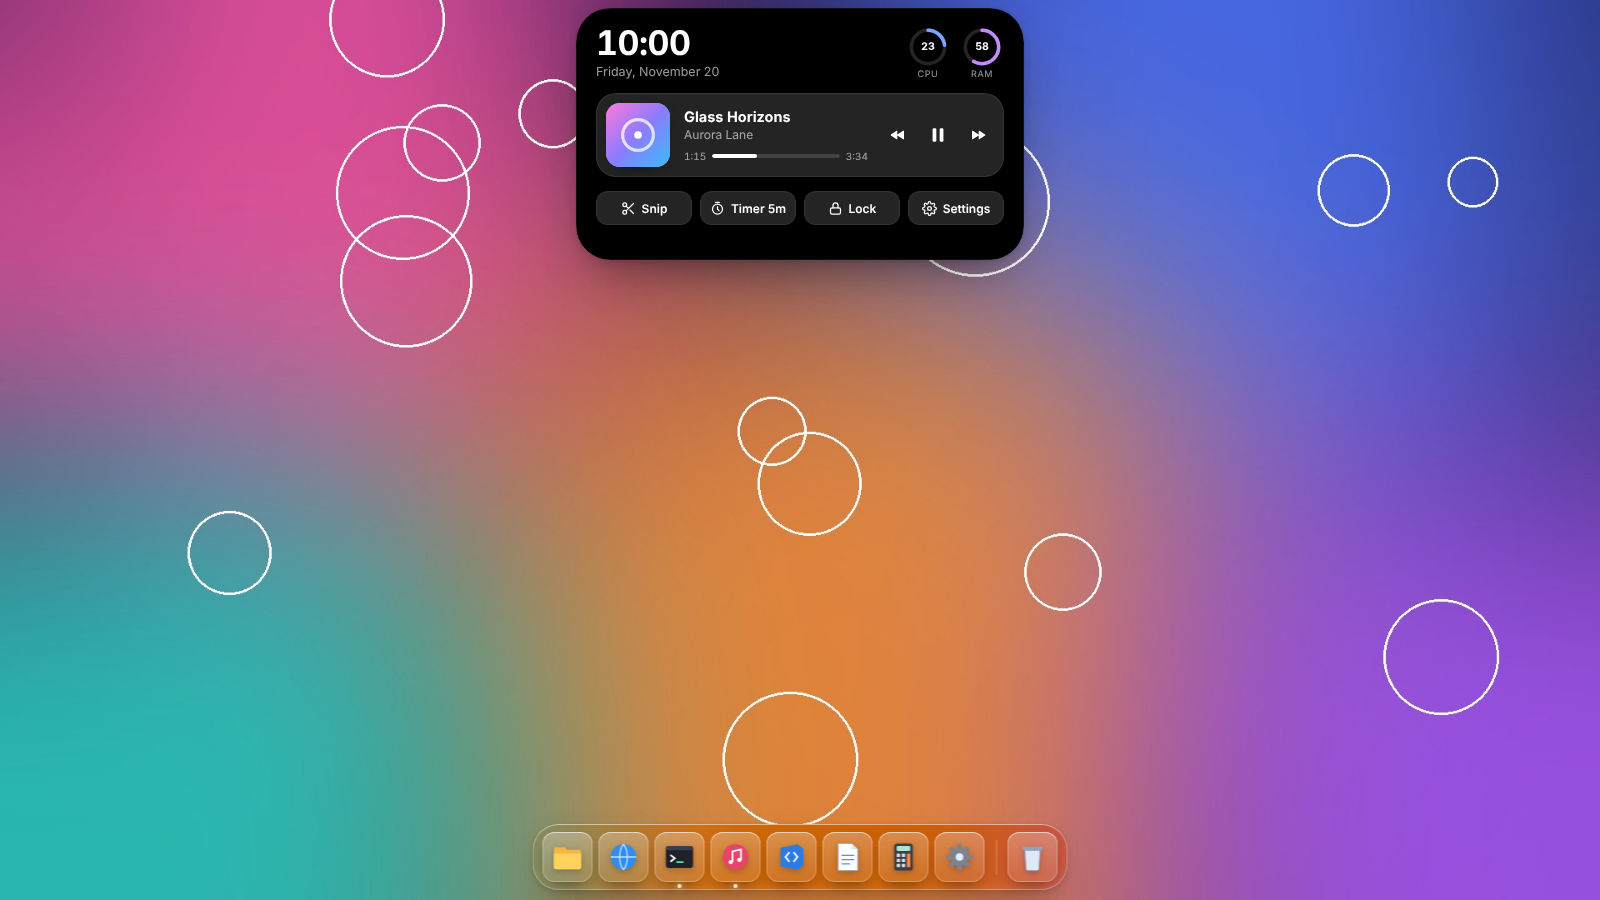 10:00
Friday, November 20
23
CPU
58
RAM
Glass Horizons
Aurora Lane
1:15
3:34
Snip
Timer 5m
Lock
Settings